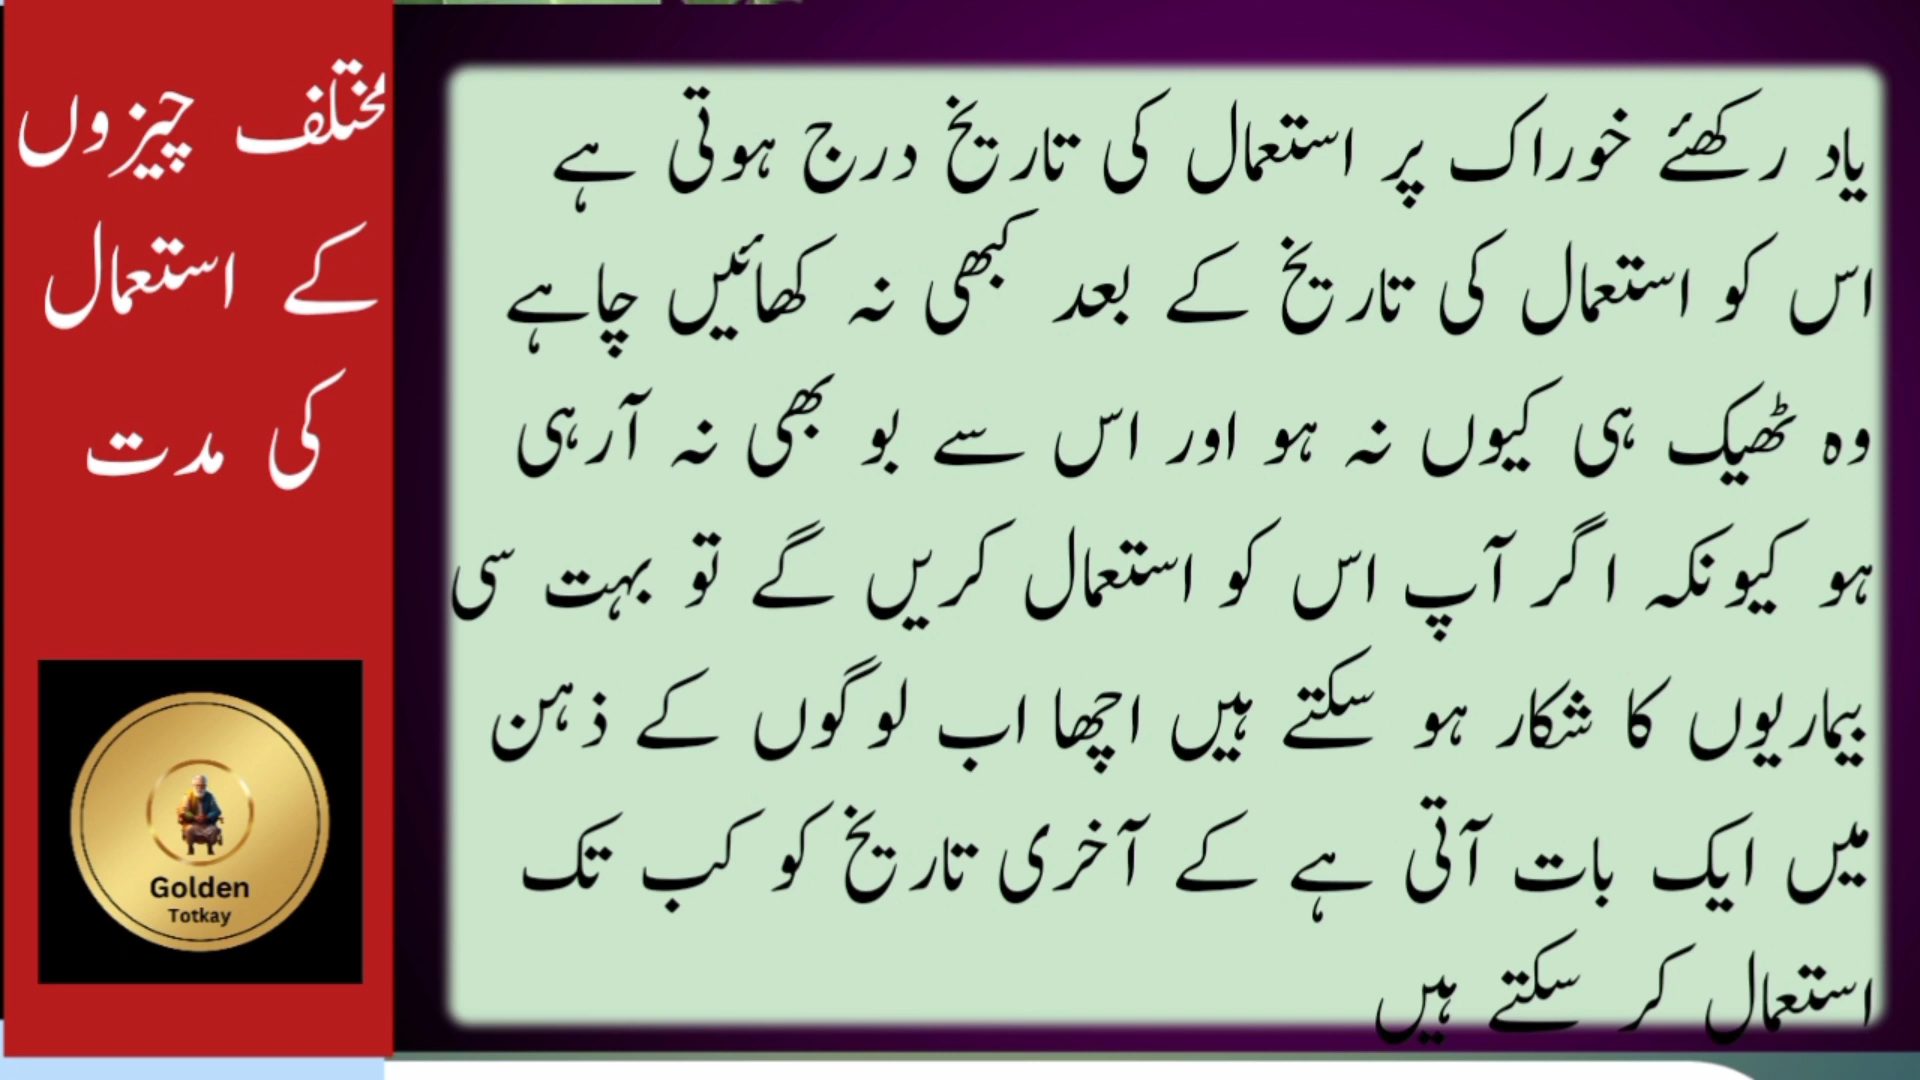 مختلف چیزوں
کے استعمال
کی مدت
یاد رکھئے خوراک پر استعمال کی تاریخ درج ہوتی ہے
اس کو استعمال کی تاریخ کے بعد کبھی نہ کھائیں چاہے
وہ ٹھیک ہی کیوں نہ ہو اور اس سے بو بھی نہ آرہی
ہو کیونکہ اگر آپ اس کو استعمال کریں گے تو بہت سی
بیماریوں کا شکار ہو سکتے ہیں اچھا اب لوگوں کے ذہن
میں ایک بات آتی ہے کے آخری تاریخ کو کب تک
استعمال کر سکتے ہیں
Golden
Totkay